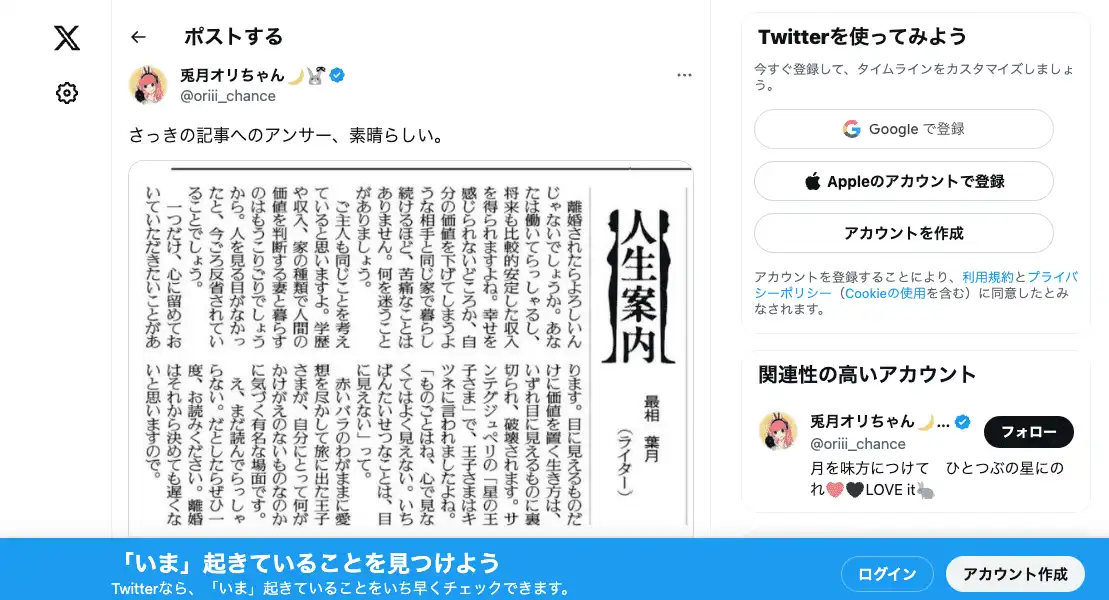 ポストする
兎月オリちゃん🌙🐰
@oriii_chance
さっきの記事へのアンサー、素晴らしい。
人生案内
最相 葉月
(ライター)
離婚されたらよろしいん
じゃないでしょうか。あな
たは働いてらっしゃるし、
将来も比較的安定した収入
を得られますよね。幸せを
感じられないどころか、自
分の価値を下げてしまうよ
うな相手と同じ家で暮らし
続けるほど、苦痛なことは
ありません。何を迷うこと
がありましょう。
ご主人も同じことを考え
ていると思いますよ。学歴
や収入、家の種類で人間の
価値を判断する妻と暮らす
のはもうこりごりでしょう
から。人を見る目がなかっ
たと、今ごろ反省されてい
ることでしょう。
一つだけ、心に留めてお
いていただきたいことがあ
ります。目に見えるものだ
けに価値を置く生き方は、
いずれ目に見えるものに裏
切られ、破壊されます。サ
ンテグジュペリの「星の王
子さま」で、王子さまはキ
ツネに言われましたよね。
「ものごとはね、心で見な
くてはよく見えない。いち
ばんたいせつなことは、目
に見えない」って。
赤いバラのわがままに愛
想を尽かして旅に出た王子
さまが、自分にとって何が
かけがえのないものなのか
に気づく有名な場面です。
え、まだ読んでらっしゃ
らない。だとしたらぜひ一
度、お読みください。離婚
はそれから決めても遅くな
いと思いますので。
Twitterを使ってみよう
今すぐ登録して、タイムラインをカスタマイズしましょ
う。
Google で登録
Appleのアカウントで登録
アカウントを作成
アカウントを登録することにより、利用規約とプライバ
シーポリシー（Cookieの使用を含む）に同意したとみ
なされます。
関連性の高いアカウント
兎月オリちゃん🌙...
@oriii_chance
フォロー
月を味方につけて　ひとつぶの星にの
れ🩷🖤LOVE it🐇
「いま」起きていることを見つけよう
Twitterなら、「いま」起きていることをいち早くチェックできます。
ログイン
アカウント作成